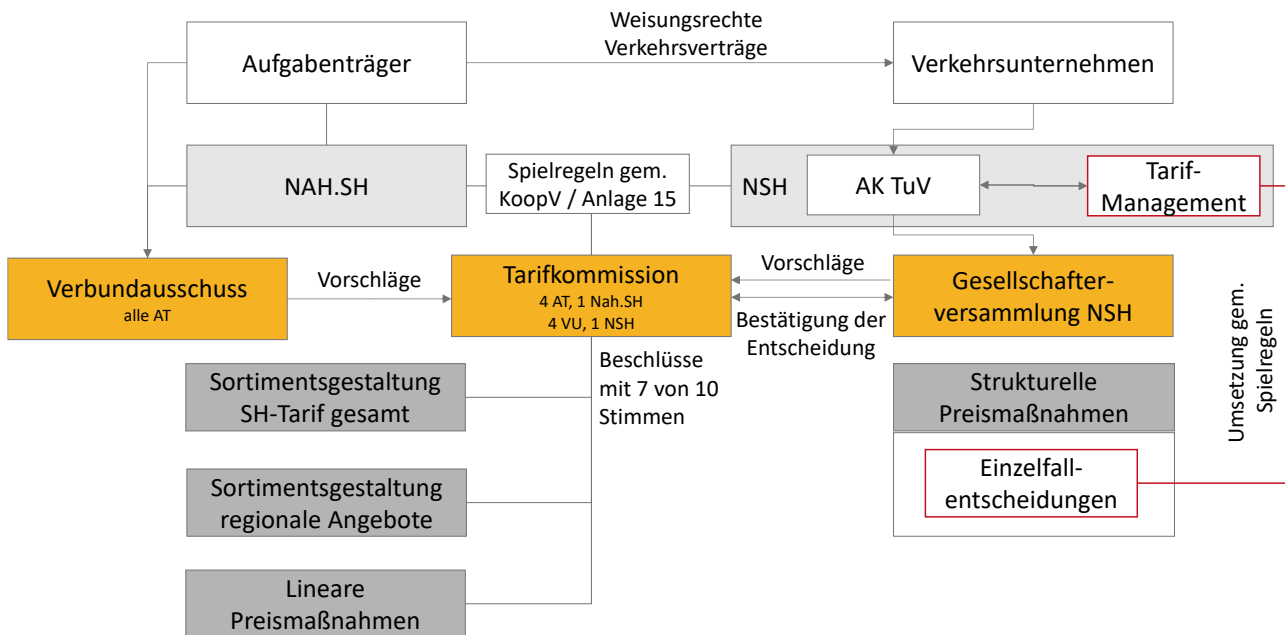 Weisungsrechte
Verkehrsverträge
Aufgabenträger
Verkehrsunternehmen
NAH.SH
Spielregeln gem.
KoopV / Anlage 15
NSH
AK TuV
Tarif-
Management
Verbundausschuss
alle AT
Vorschläge
Tarifkommission
4 AT, 1 Nah.SH
4 VU, 1 NSH
Vorschläge
Bestätigung der
Entscheidung
Gesellschafter-
versammlung NSH
Beschlüsse
mit 7 von 10
Stimmen
Sortimentsgestaltung
SH-Tarif gesamt
Sortimentsgestaltung
regionale Angebote
Lineare
Preismaßnahmen
Strukturelle
Preismaßnahmen
Einzelfall-
entscheidungen
Umsetzung gem.
Spielregeln